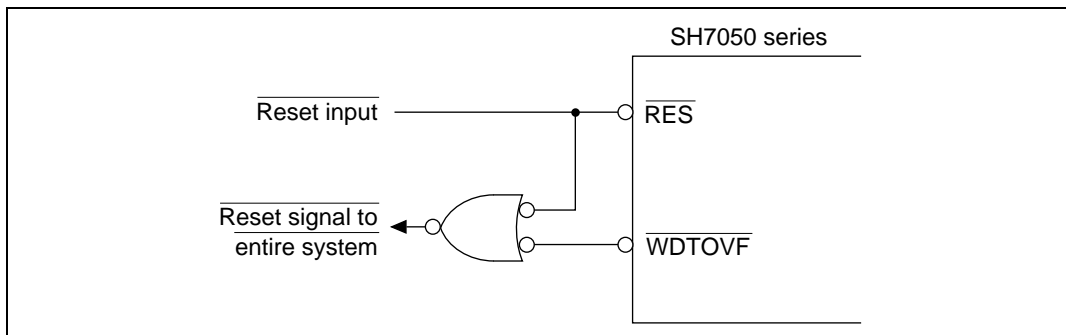 SH7050 series
Reset input
RES
Reset signal to
entire system
WDTOVF